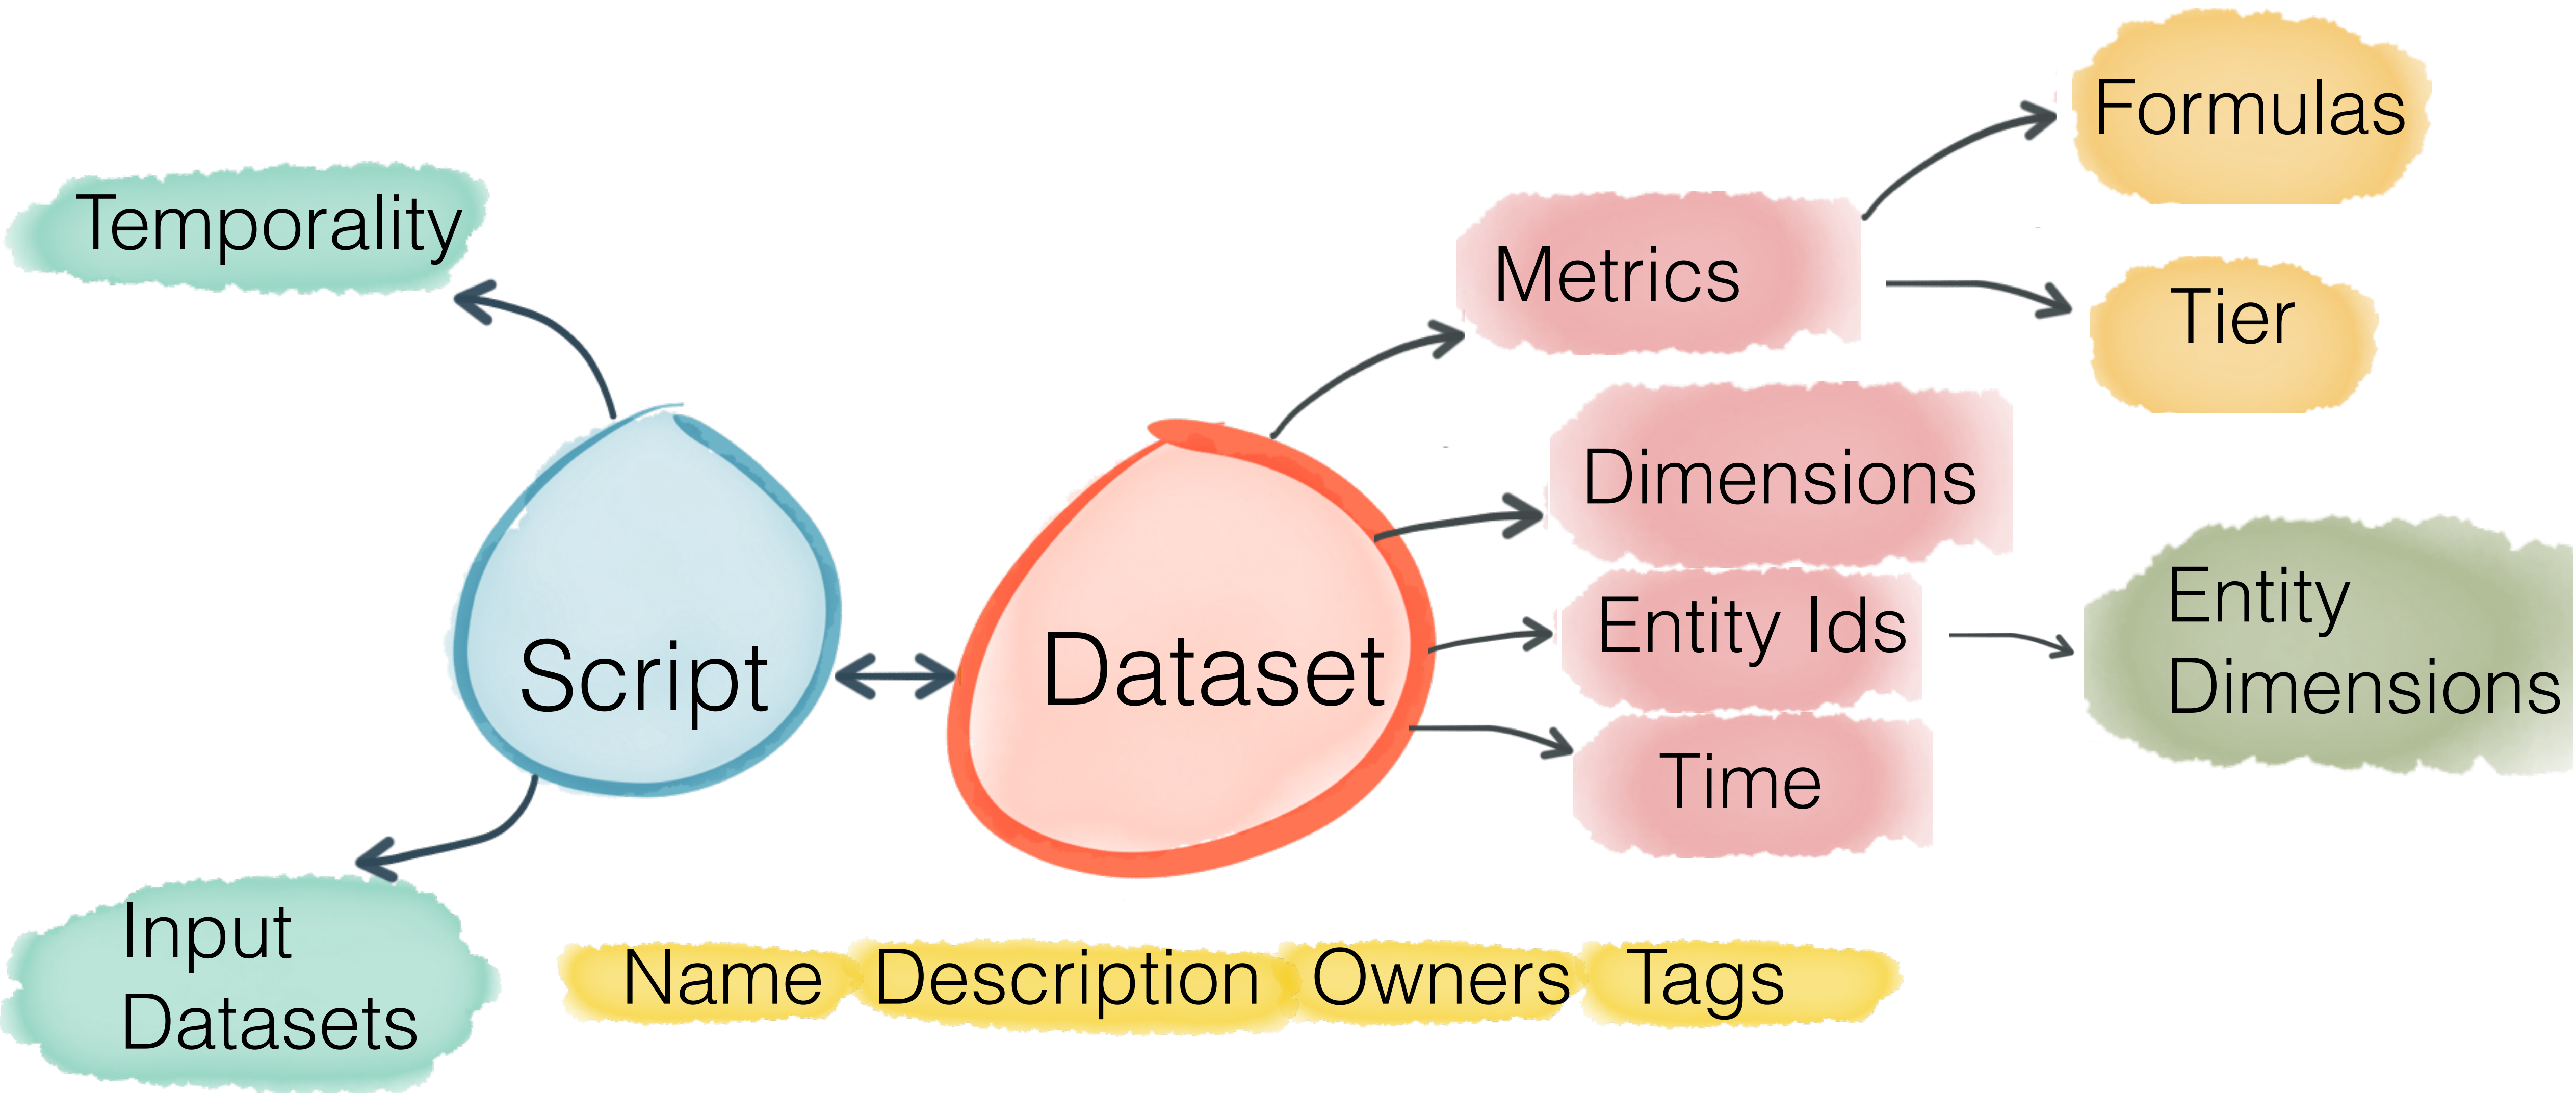 Formulas
Temporality
Metrics
Tier
Dimensions
Entity Ids
Entity
Dimensions
Script
Dataset
Time
Input
Datasets
Name Description Owners Tags